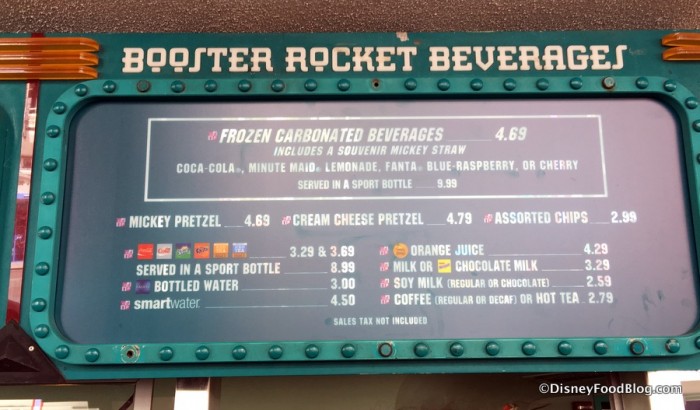 BOOSTER ROCKET BEVERAGES
FROZEN CARBONATED BEVERAGES 4.69
INCLUDES A SOUVENIR MICKEY STRAW
COCA-COLA®, MINUTE MAID® LEMONADE, FANTA® BLUE-RASPBERRY, OR CHERRY
SERVED IN A SPORT BOTTLE 9.99
MICKEY PRETZEL 4.69 CREAM CHEESE PRETZEL 4.79 ASSORTED CHIPS 2.99
3.29 & 3.69
SERVED IN A SPORT BOTTLE 8.99
BOTTLED WATER 3.00
smartwater 4.50
ORANGE JUICE 4.29
MILK OR CHOCOLATE MILK 3.29
SOY MILK (REGULAR OR CHOCOLATE) 2.59
COFFEE (REGULAR OR DECAF) OR HOT TEA 2.79
SALES TAX NOT INCLUDED
©DisneyFoodBlog.com